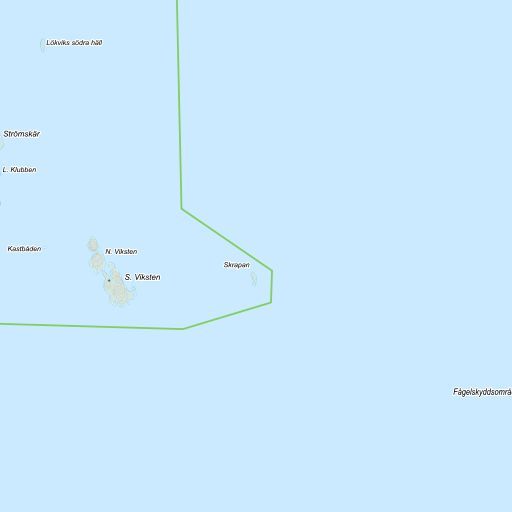 Lökviks södra häll
Strömskär
L. Klubben
Kastbåden
N. Viksten
Skrapan
S. Viksten
Fågelskyddsområ